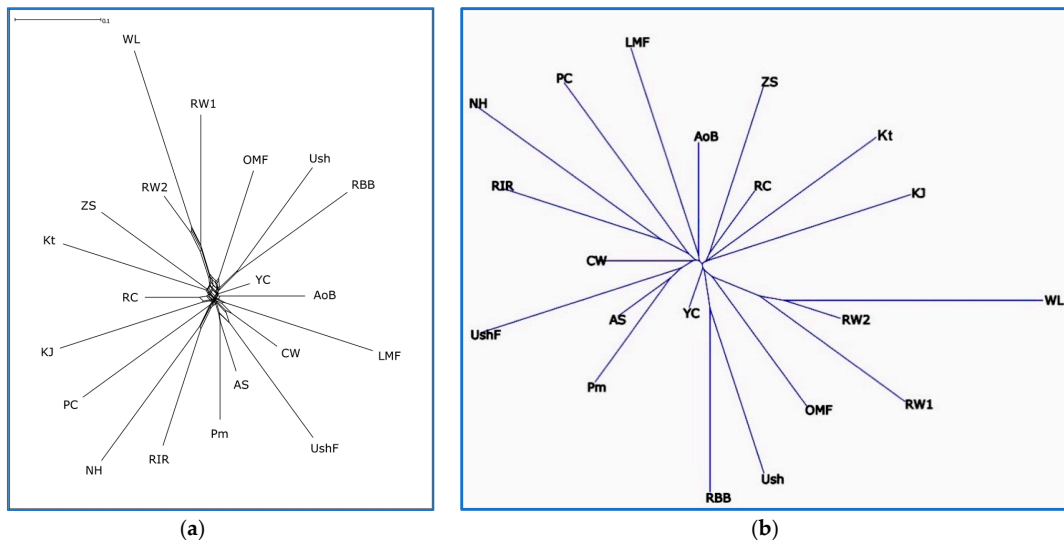 0.1
WL
RW1
OMF
Ush
RW2
RBB
ZS
Kt
YC
RC
AoB
KJ
CW
LMF
AS
PC
Pm
UshF
RIR
NH
(a)
LMF
PC
ZS
NH
AoB
Kt
RIR
RC
KJ
CW
WL
YC
AS
RW2
UshF
Pm
OMF
RW1
Ush
RBB
(b)